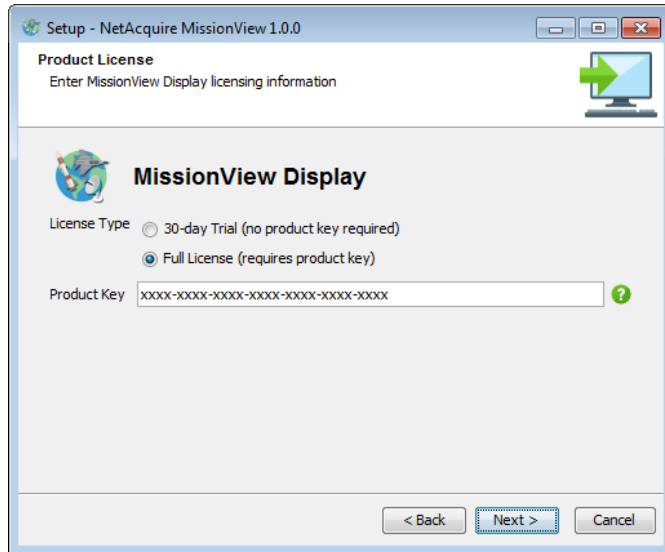 Setup - NetAcquire MissionView 1.0.0
Product License
Enter MissionView Display licensing information
MissionView Display
License Type
30-day Trial (no product key required)
Full License (requires product key)
Product Key xxxx-xxxx-xxxx-xxxx-xxxx-xxxx-xxxx ?
< Back Next > Cancel